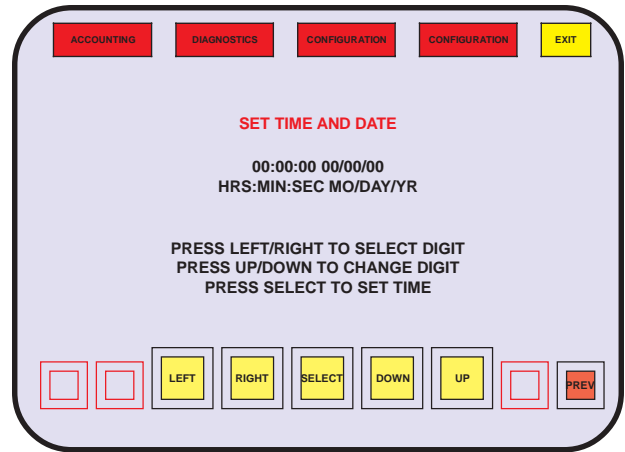 ACCOUNTING DIAGNOSTICS CONFIGURATION CONFIGURATION EXIT
SET TIME AND DATE
00:00:00 00/00/00
HRS:MIN:SEC MO/DAY/YR
PRESS LEFT/RIGHT TO SELECT DIGIT
PRESS UP/DOWN TO CHANGE DIGIT
PRESS SELECT TO SET TIME
LEFT RIGHT SELECT DOWN UP PREV